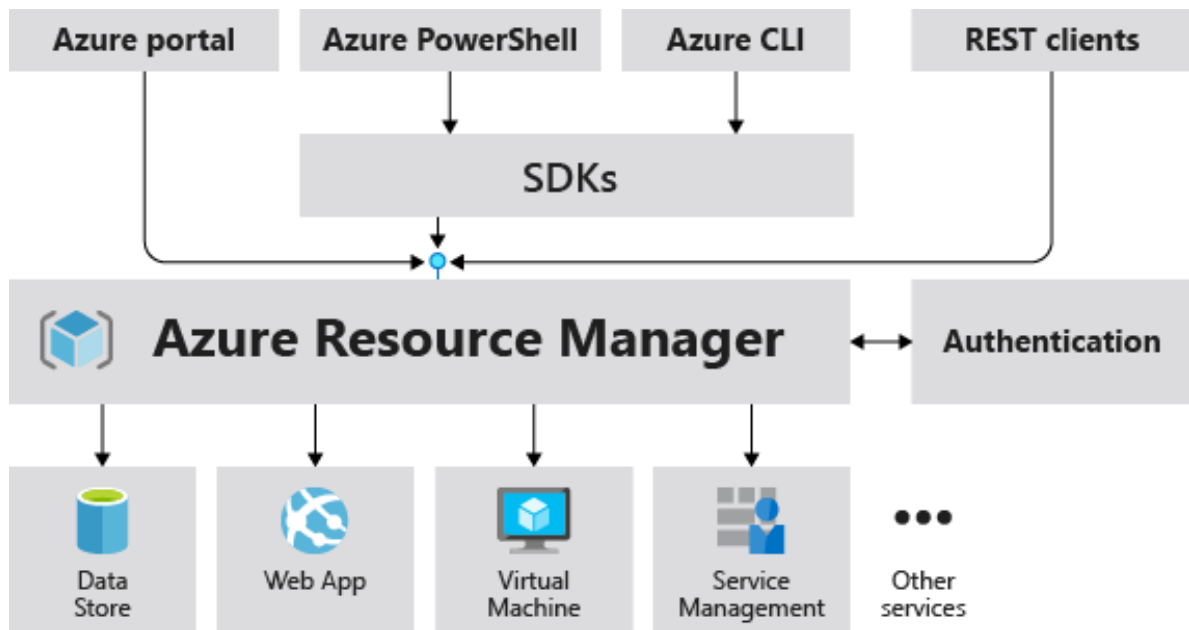 Azure portal
Azure PowerShell
Azure CLI
REST clients
SDKs
Azure Resource Manager
Authentication
Data
Store
Web App
Virtual
Machine
Service
Management
Other
services